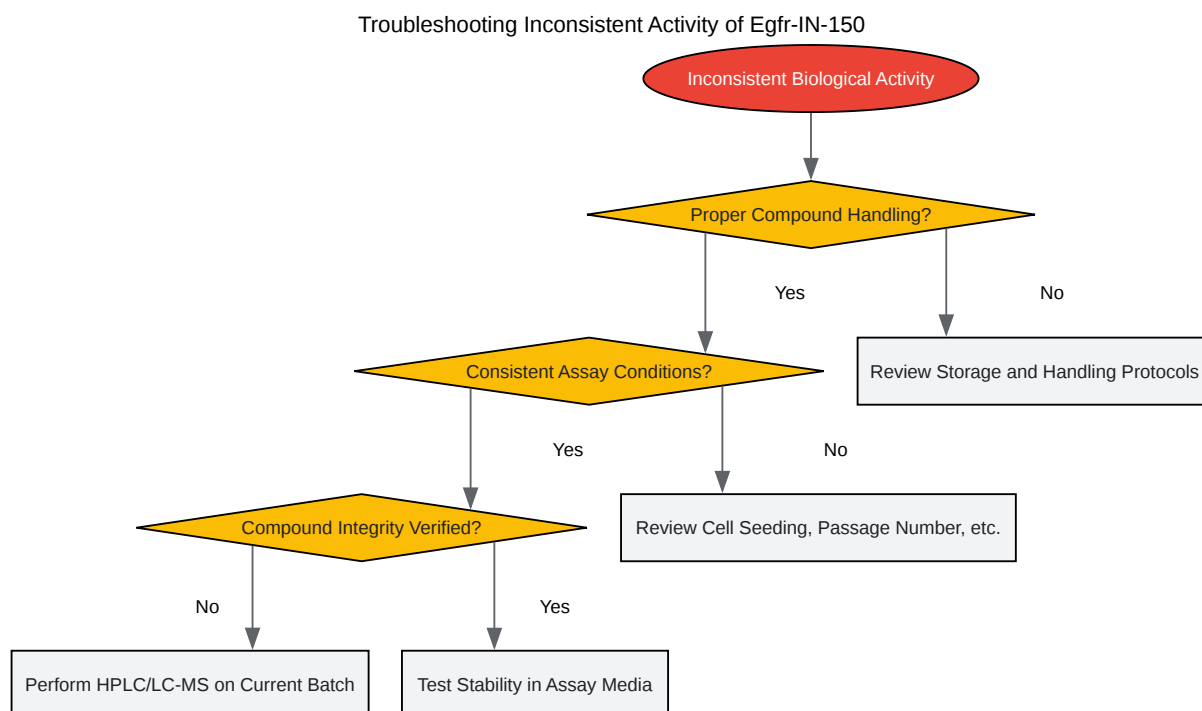 Troubleshooting Inconsistent Activity of Egfr-IN-150
Inconsistent Biological Activity
Proper Compound Handling?
Yes
No
Consistent Assay Conditions?
Review Storage and Handling Protocols
Yes
No
Compound Integrity Verified?
Review Cell Seeding, Passage Number, etc.
No
Yes
Perform HPLC/LC-MS on Current Batch
Test Stability in Assay Media